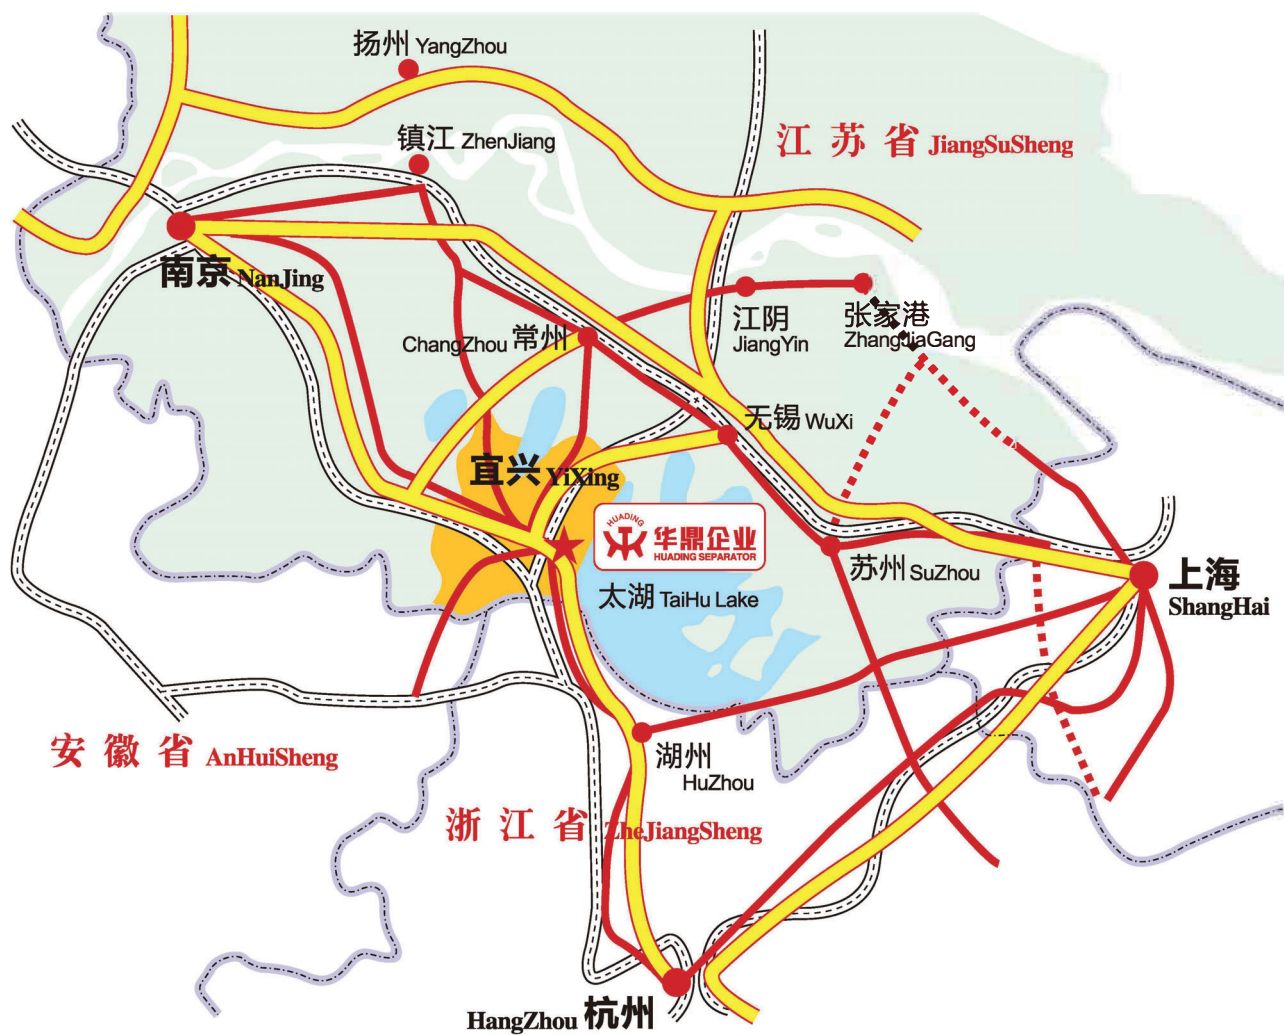 扬州 YangZhou
镇江 ZhenJiang
江苏省 JiangSuSheng
南京 NanJing
江阴
JiangYin
张家港
ZhangJiaGang
ChangZhou 常州
无锡 WuXi
宜兴 YiXing
HUADING
华鼎企业
HUADING SEPARATOR
苏州 SuZhou
上海
ShangHai
太湖 TaiHu Lake
安徽省 AnHuiSheng
湖州
HuZhou
浙江省 ZheJiangSheng
HangZhou 杭州